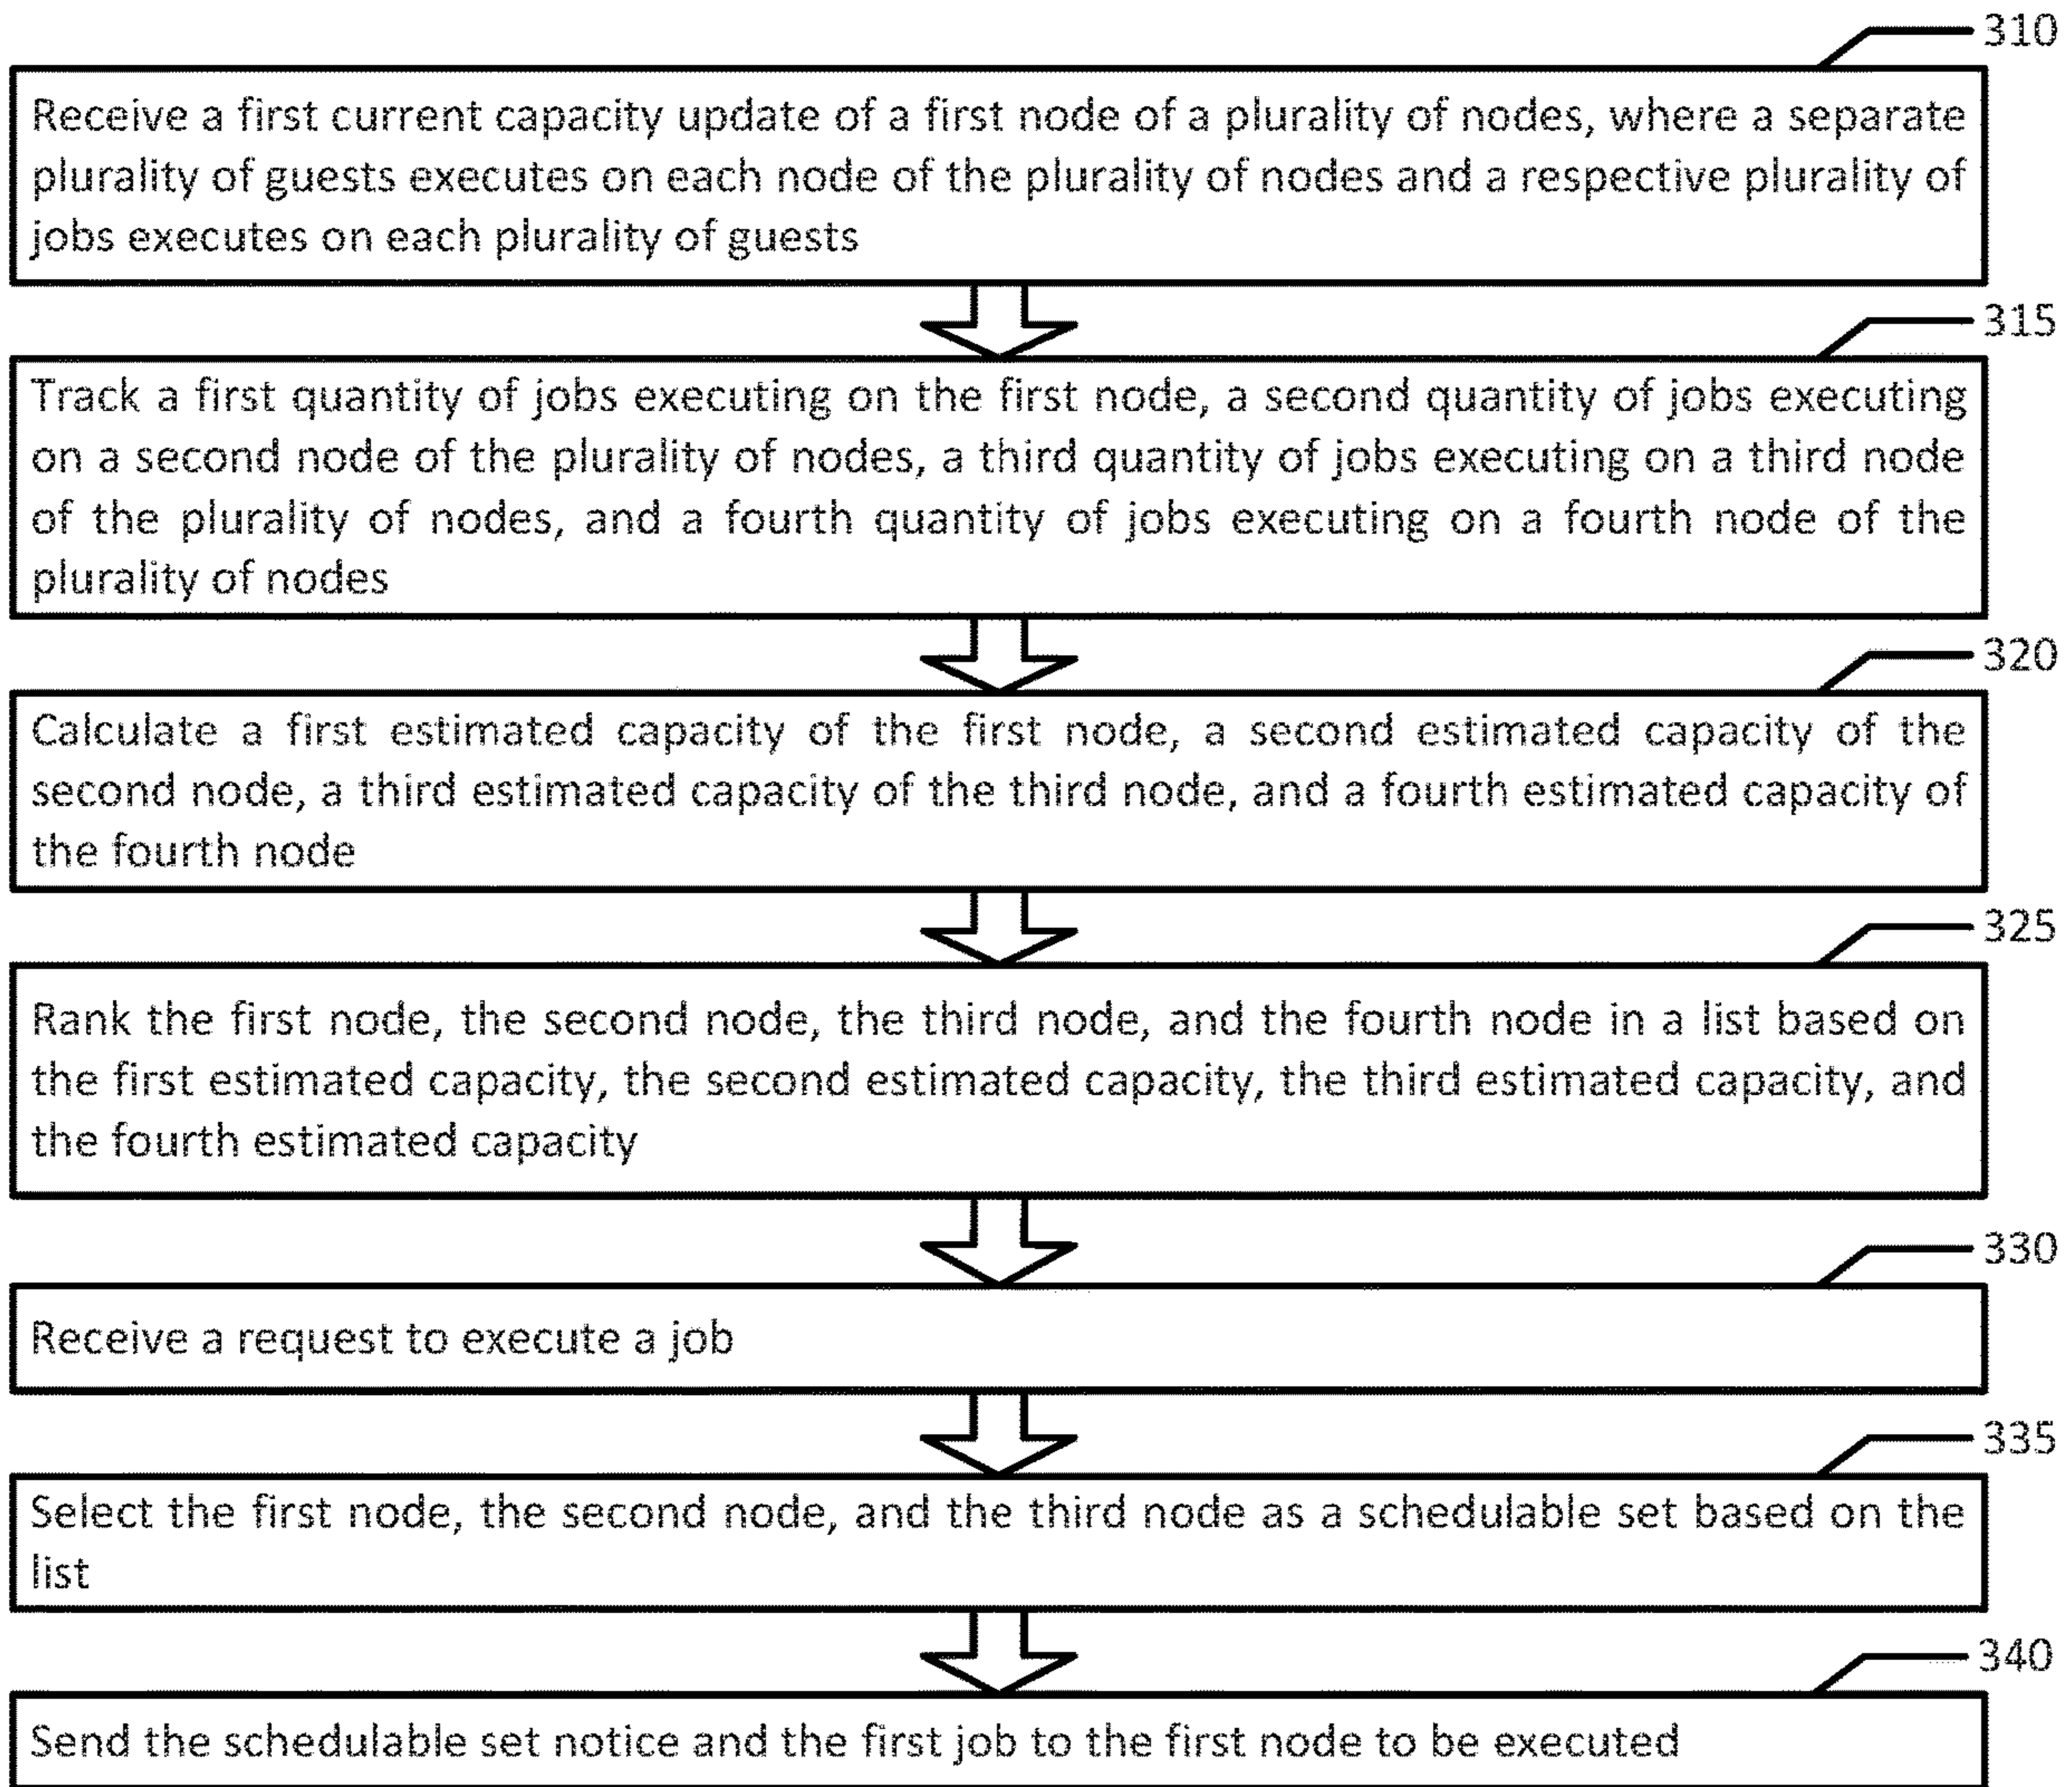 310
Receive a first current capacity update of a first node of a plurality of nodes, where a separate
plurality of guests executes on each node of the plurality of nodes and a respective plurality of
jobs executes on each plurality of guests
315
Track a first quantity of jobs executing on the first node, a second quantity of jobs executing
on a second node of the plurality of nodes, a third quantity of jobs executing on a third node
of the plurality of nodes, and a fourth quantity of jobs executing on a fourth node of the
plurality of nodes
320
Calculate a first estimated capacity of the first node, a second estimated capacity of the
second node, a third estimated capacity of the third node, and a fourth estimated capacity of
the fourth node
325
Rank the first node, the second node, the third node, and the fourth node in a list based on
the first estimated capacity, the second estimated capacity, the third estimated capacity, and
the fourth estimated capacity
330
Receive a request to execute a job
335
Select the first node, the second node, and the third node as a schedulable set based on the
list
340
Send the schedulable set notice and the first job to the first node to be executed